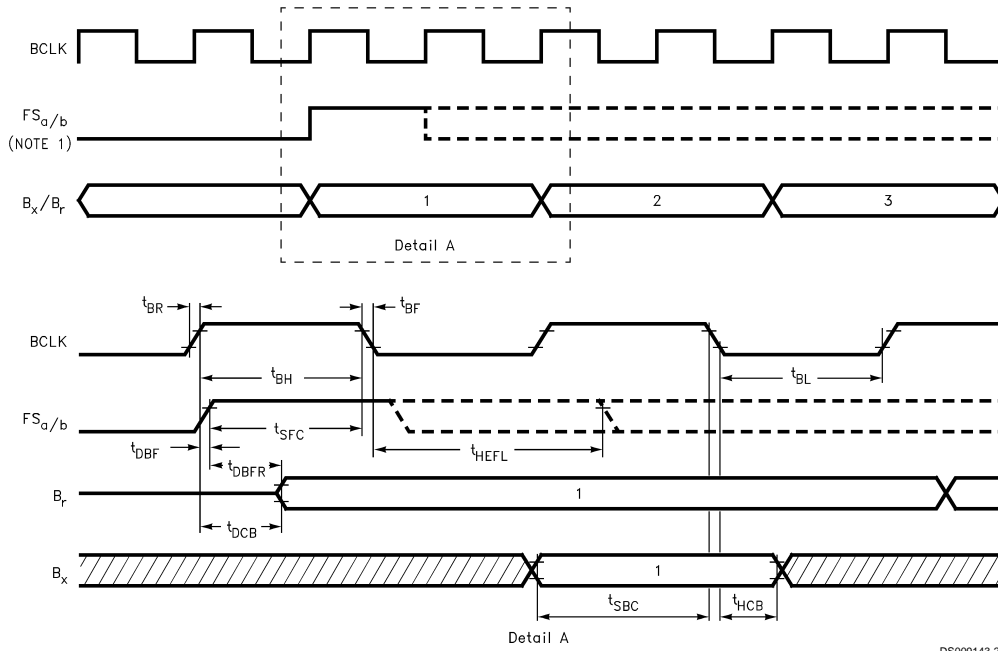 BCLK
FSa/b
(NOTE 1)
Bx/Br
1
2
3
Detail A
tBR
tBF
BCLK
tBH
tBL
FSa/b
tSFC
tDBF
tHEFL
tDBFR
Br
1
tDCB
Bx
1
tSBC
tHCB
Detail A